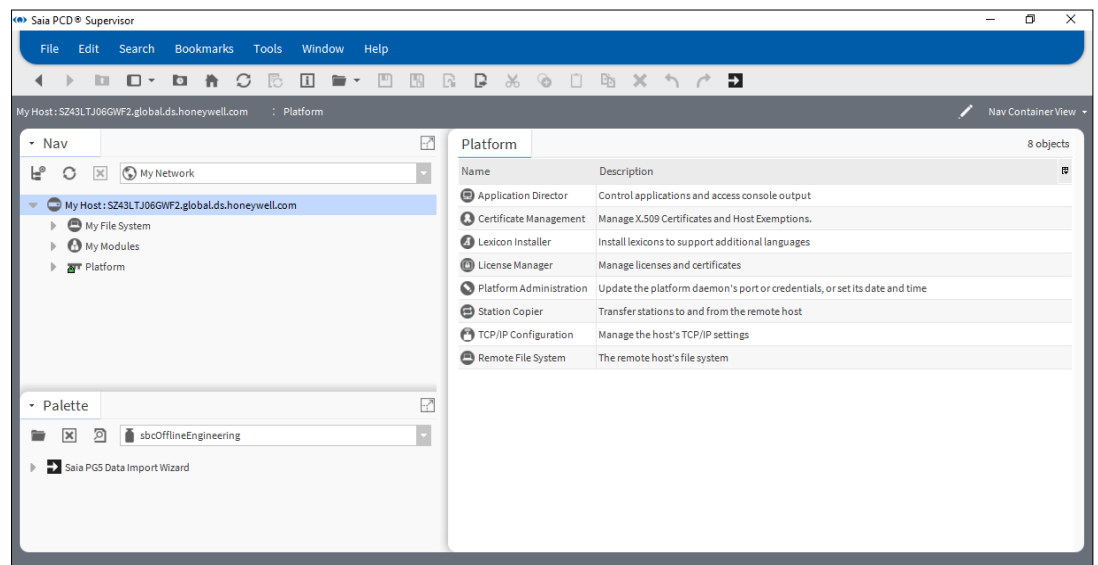 Saia PCD® Supervisor
File Edit Search Bookmarks Tools Window Help
My Host : SZ43LTJ06GWF2.global.ds.honeywell.com : Platform
Nav Container View
Nav
My Network
My Host : SZ43LTJ06GWF2.global.ds.honeywell.com
My File System
My Modules
Platform
Palette
sbcOfflineEngineering
Saia PG5 Data Import Wizard
Platform 8 objects
Name Description
Application Director Control applications and access console output
Certificate Management Manage X.509 Certificates and Host Exemptions.
Lexicon Installer Install lexicons to support additional languages
License Manager Manage licenses and certificates
Platform Administration Update the platform daemon's port or credentials, or set its date and time
Station Copier Transfer stations to and from the remote host
TCP/IP Configuration Manage the host's TCP/IP settings
Remote File System The remote host's file system